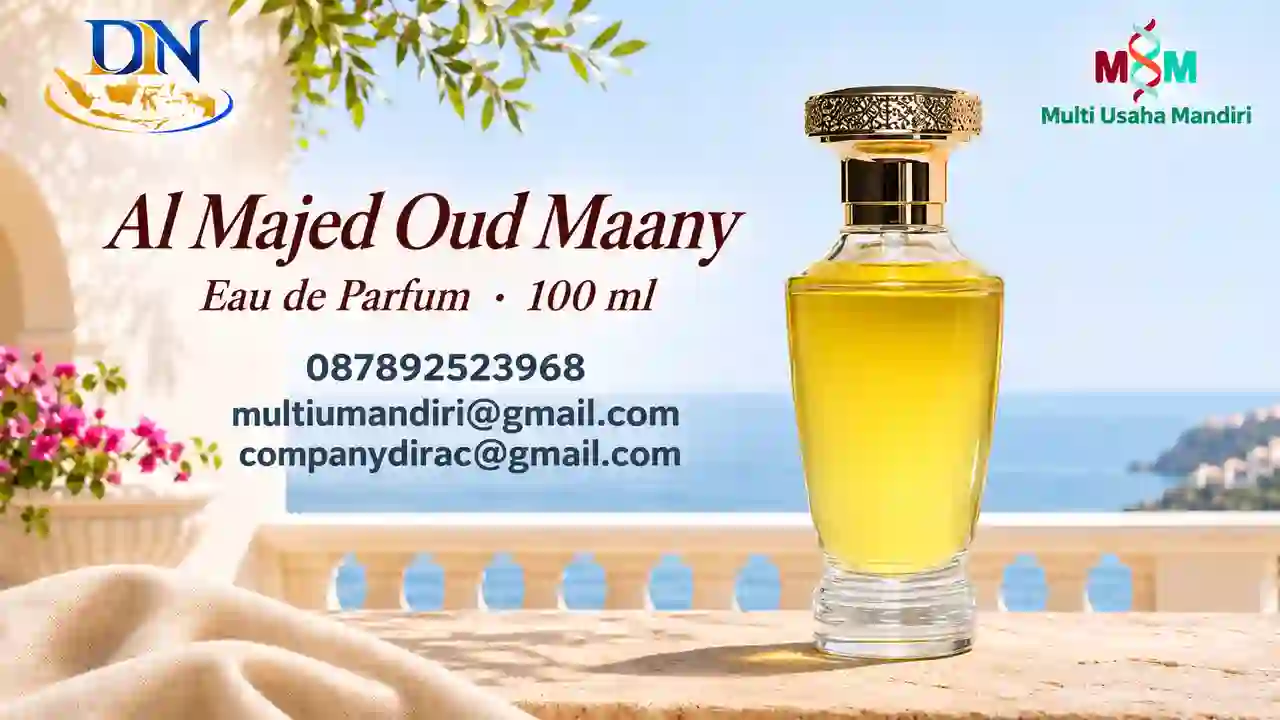 DN
M M
Multi Usaha Mandiri
Al Majed Oud Maany
Eau de Parfum · 100 ml
087892523968
multiumandiri@gmail.com
companydirac@gmail.com